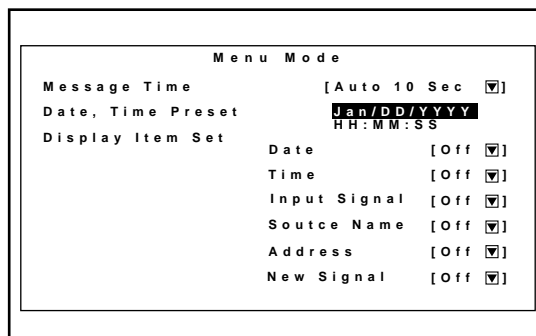 Menu Mode
Message Time [Auto 10 Sec ▼]
Date, Time Preset Jan/DD/YYYY
HH:MM:SS
Display Item Set
Date [Off ▼]
Time [Off ▼]
Input Signal [Off ▼]
Soutce Name [Off ▼]
Address [Off ▼]
New Signal [Off ▼]